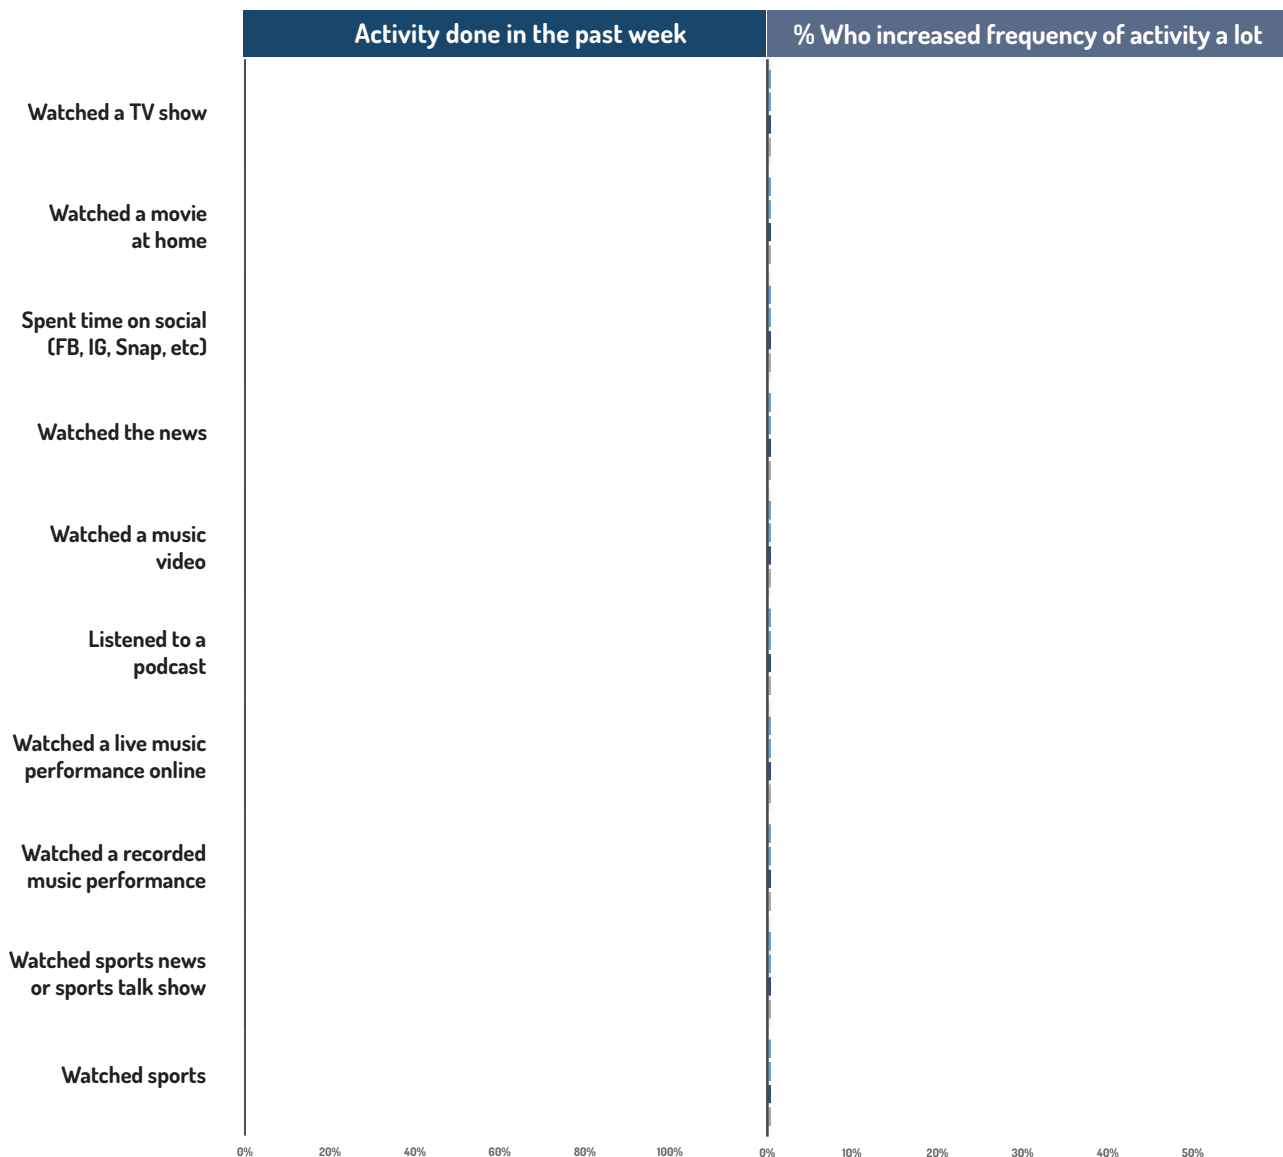 Activity done in the past week
% Who increased frequency of activity a lot
Watched a TV show
Watched a movie
at home
Spent time on social
(FB, IG, Snap, etc)
Watched the news
Watched a music
video
Listened to a
podcast
Watched a live music
performance online
Watched a recorded
music performance
Watched sports news
or sports talk show
Watched sports
0% 20% 40% 60% 80% 100%
0% 10% 20% 30% 40% 50%